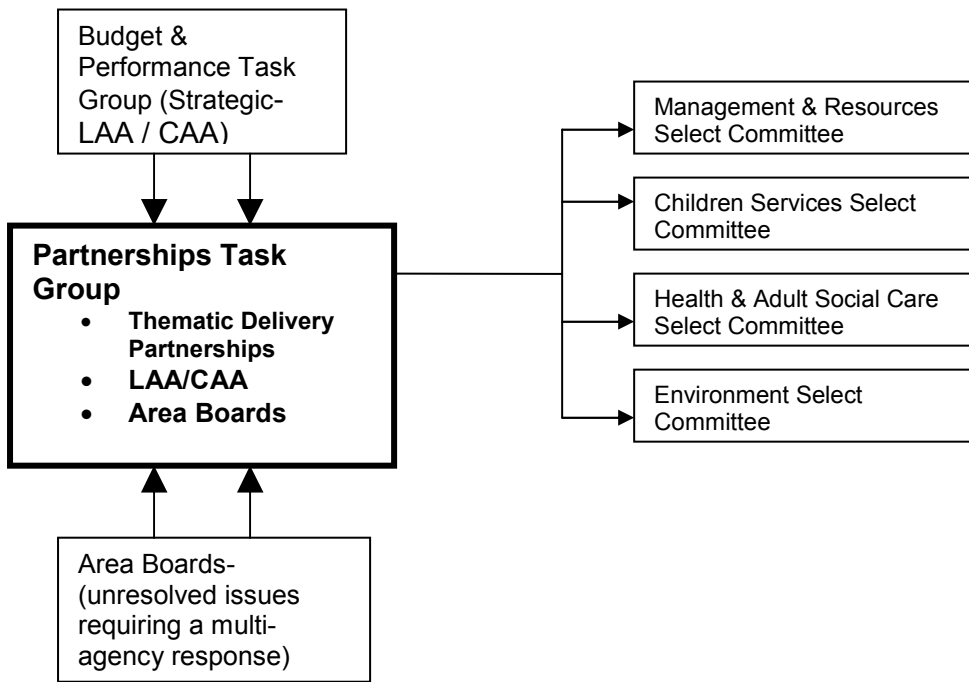 Budget &
Performance Task
Group (Strategic-
LAA / CAA)
Partnerships Task
Group
• Thematic Delivery
Partnerships
• LAA/CAA
• Area Boards
Area Boards-
(unresolved issues
requiring a multi-
agency response)
Management & Resources
Select Committee
Children Services Select
Committee
Health & Adult Social Care
Select Committee
Environment Select
Committee